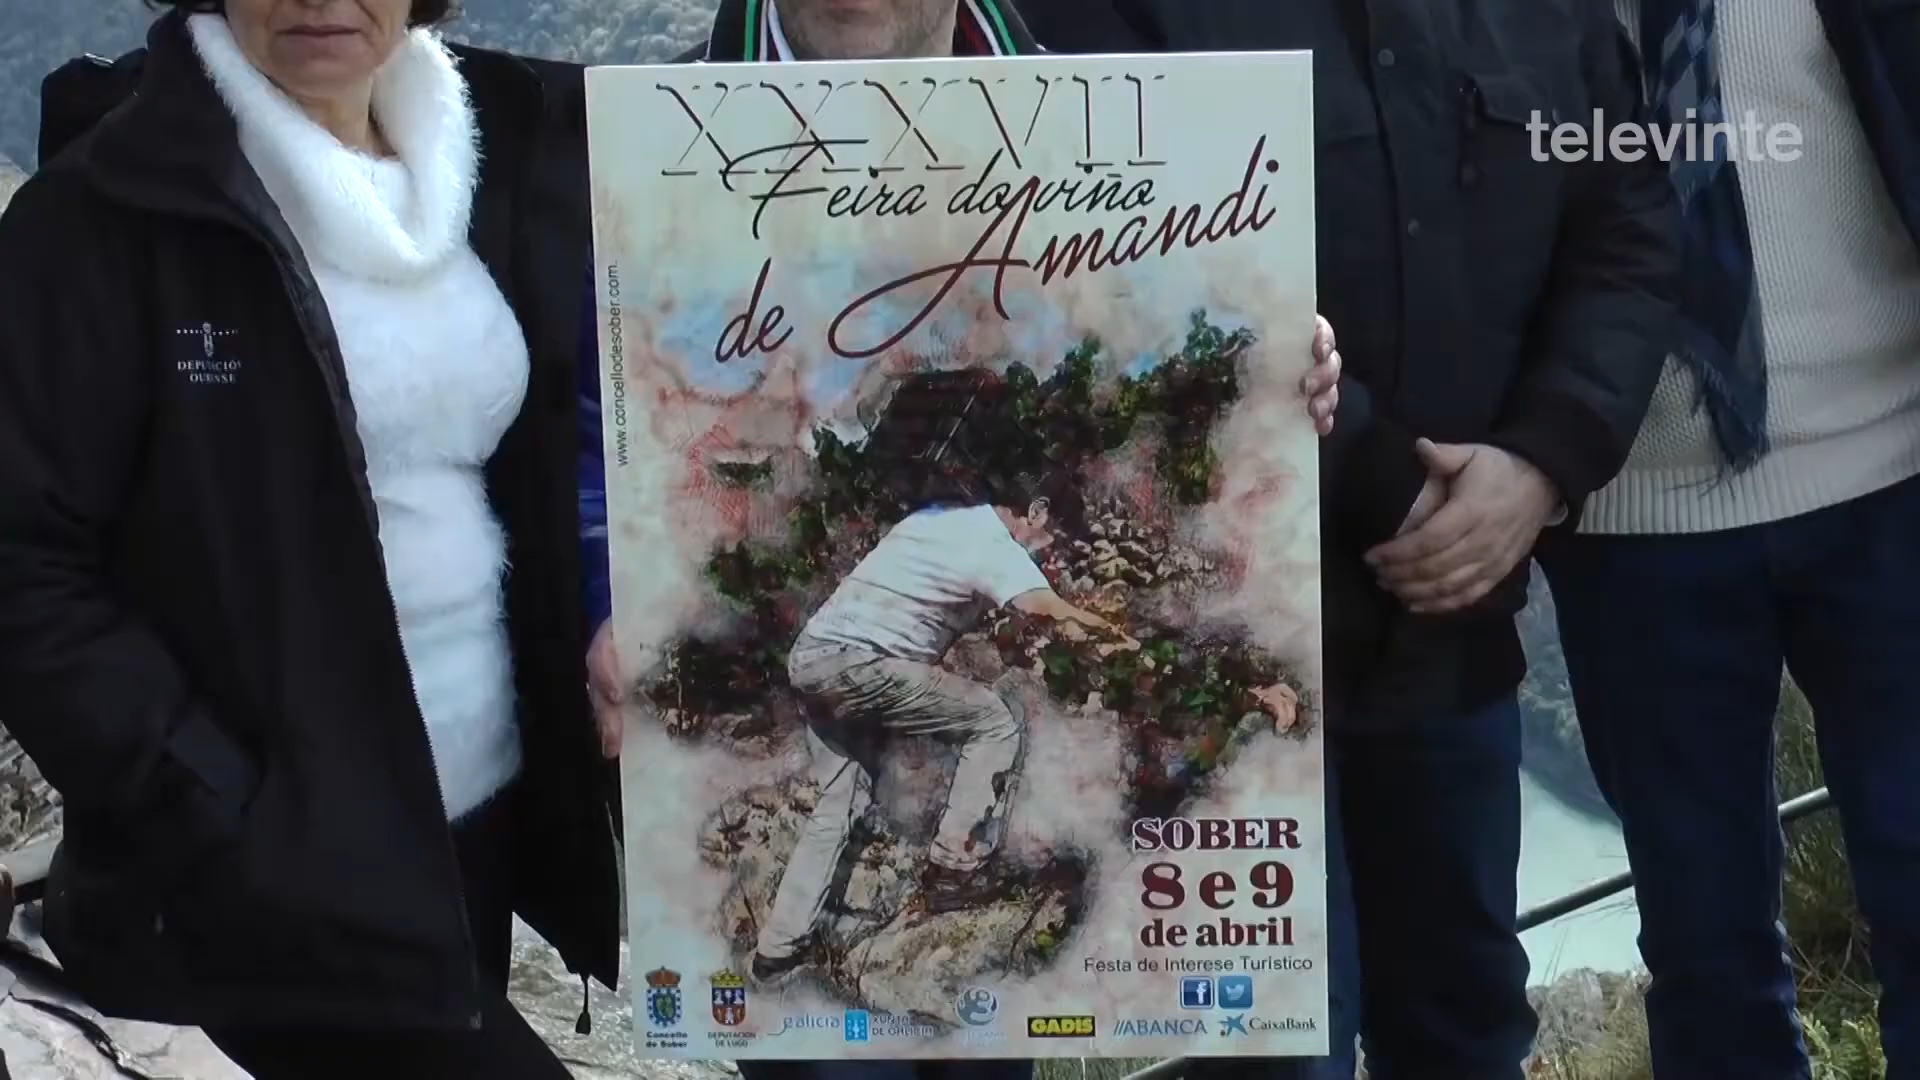 televinte
XXXVII
Feira do viño
de Amandi
www.concellodesober.com.
DEPUTACIÓN
OURENSE
SOBER
8 e 9
de abril
Festa de Interese Turístico
Concello
de Sober
DEPUTACION
DE LUGO
galicia
XUNTA
DE GALICIA
GADIS
ABANCA
CaixaBank